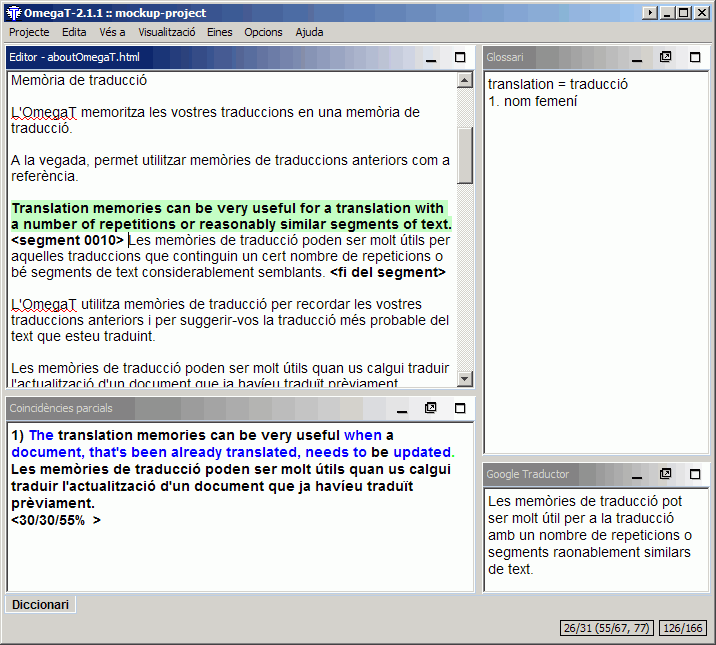 OmegaT-2.1.1 :: mockup-project
Projecte Edita Vés a Visualització Eines Opcions Ajuda
Editor - aboutOmegaT.html
Memòria de traducció
L'OmegaT memoritza les vostres traduccions en una memòria de
traducció.
A la vegada, permet utilitzar memòries de traduccions anteriors com a
referència.
Translation memories can be very useful for a translation with
a number of repetitions or reasonably similar segments of text.
<segment 0010> Les memòries de traducció poden ser molt útils per
aquelles traduccions que continguin un cert nombre de repeticions o
bé segments de text considerablement semblants. <fi del segment>
L'OmegaT utilitza memòries de traducció per recordar les vostres
traduccions anteriors i per suggerir-vos la traducció més probable del
text que esteu traduint.
Les memòries de traducció poden ser molt útils quan us calgui traduir
l'actualització d'un document que ja havíeu traduït prèviament.
Glossari
translation = traducció
1. nom femení
Coincidències parcials
1) The translation memories can be very useful when a
document, that's been already translated, needs to be updated.
Les memòries de traducció poden ser molt útils quan us calgui
traduir l'actualització d'un document que ja havíeu traduït
prèviament.
<30/30/55% >
Google Traductor
Les memòries de traducció pot
ser molt útil per a la traducció
amb un nombre de repeticions o
segments raonablement similars
de text.
Diccionari
26/31 (55/67, 77) 126/166